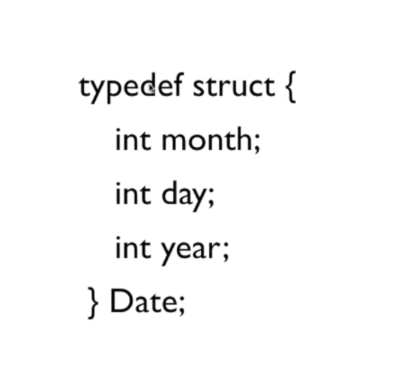 typedef struct {
int month;
int day;
int year;
} Date;